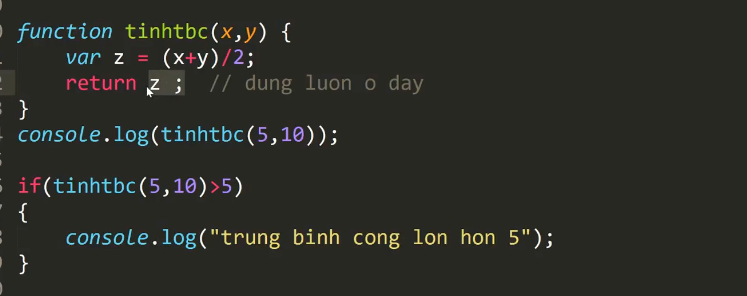 function tinhtbc(x,y) {
var z = (x+y)/2;
return z ;  // dung luon o day
}
console.log(tinhtbc(5,10));
if(tinhtbc(5,10)>5)
{
console.log("trung binh cong lon hon 5");
}